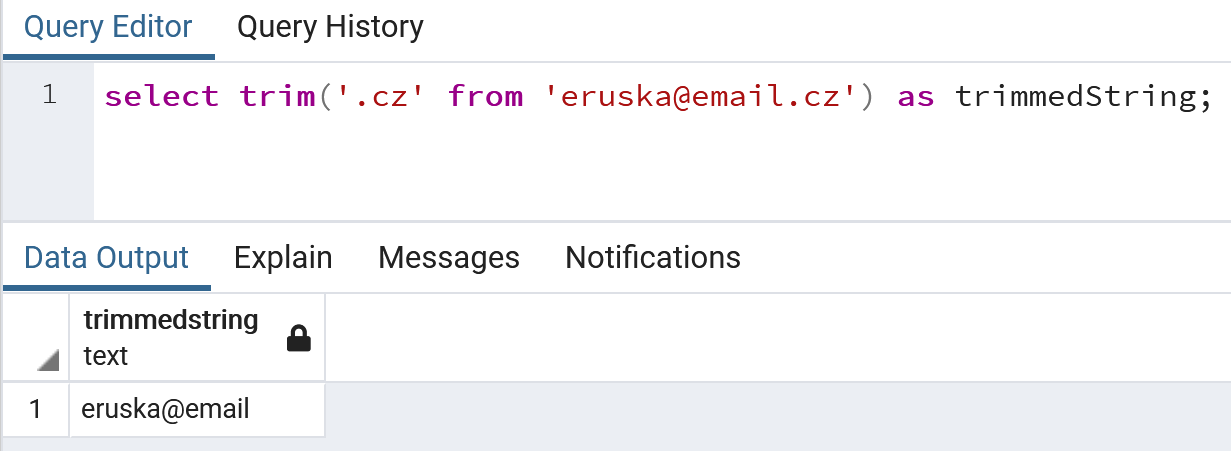 Query Editor Query History
1 select trim('.cz' from 'eruska@email.cz') as trimmedString;
Data Output Explain Messages Notifications
trimmedstring
text
1 eruska@email